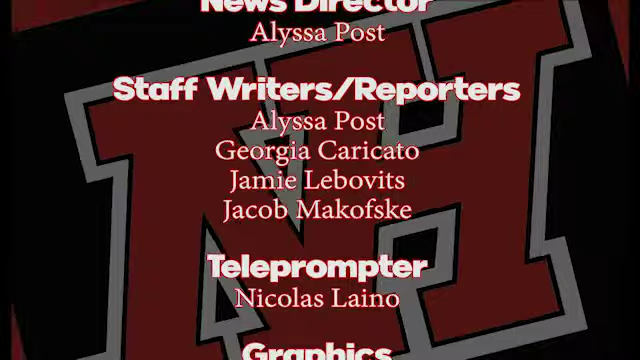 News Director
Alyssa Post
Staff Writers/Reporters
Alyssa Post
Georgia Caricato
Jamie Lebovits
Jacob Makofske
Teleprompter
Nicolas Laino
Graphics